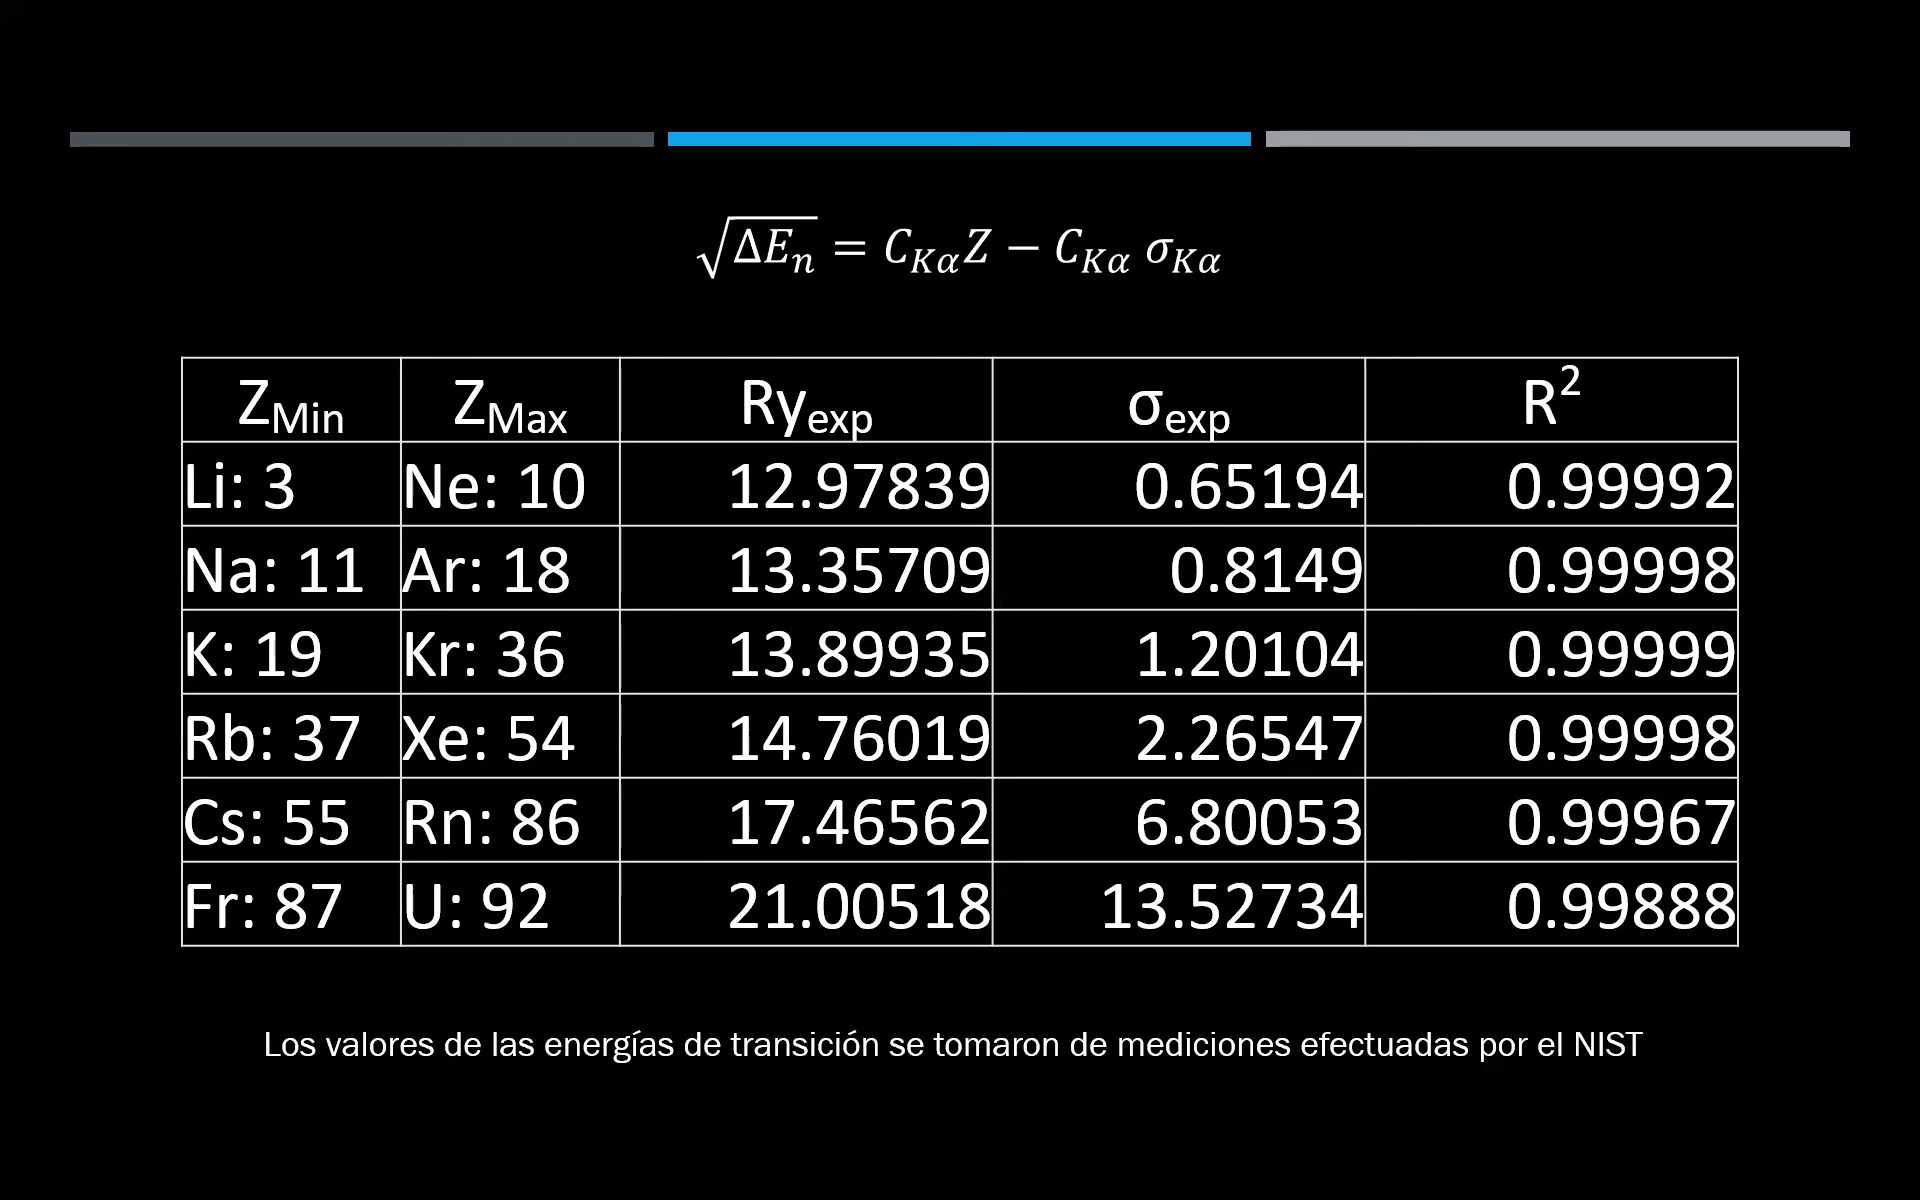 √ΔEₙ = C_Kα Z − C_Kα σ_Kα
Z_Min Z_Max Ry_exp σ_exp R²
Li: 3 Ne: 10 12.97839 0.65194 0.99992
Na: 11 Ar: 18 13.35709 0.8149 0.99998
K: 19 Kr: 36 13.89935 1.20104 0.99999
Rb: 37 Xe: 54 14.76019 2.26547 0.99998
Cs: 55 Rn: 86 17.46562 6.80053 0.99967
Fr: 87 U: 92 21.00518 13.52734 0.99888
Los valores de las energías de transición se tomaron de mediciones efectuadas por el NIST